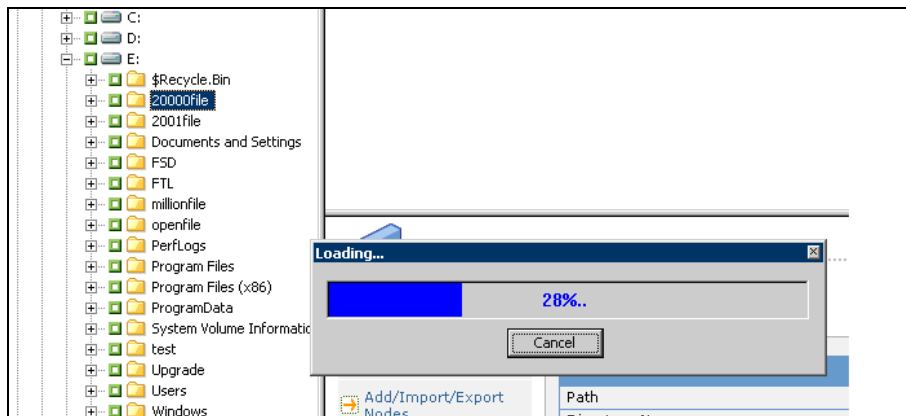 C:
D:
E:
$Recycle.Bin
20000file
2001file
Documents and Settings
FSD
FTL
millionfile
openfile
PerfLogs
Program Files
Program Files (x86)
ProgramData
System Volume Informatic
test
Upgrade
Users
Windows
Loading...
28%..
Cancel
Add/Import/Export
Nodes
Path